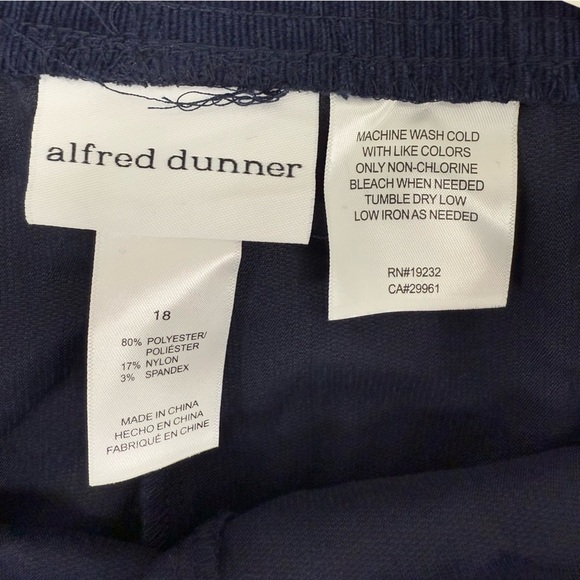 alfred dunner
18
80% POLYESTER/
POLIÉSTER
17% NYLON
3% SPANDEX
MADE IN CHINA
HECHO EN CHINA
FABRIQUÉ EN CHINE
MACHINE WASH COLD
WITH LIKE COLORS
ONLY NON-CHLORINE
BLEACH WHEN NEEDED
TUMBLE DRY LOW
LOW IRON AS NEEDED
RN#19232
CA#29961